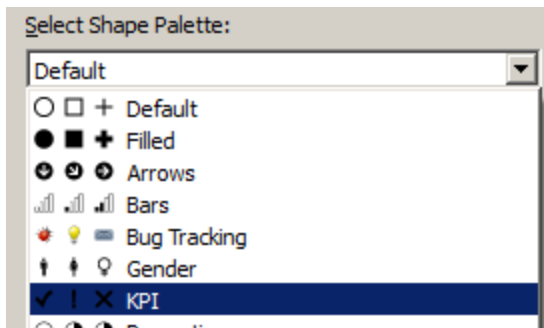 Select Shape Palette:
Default
Default
Filled
Arrows
Bars
Bug Tracking
Gender
KPI